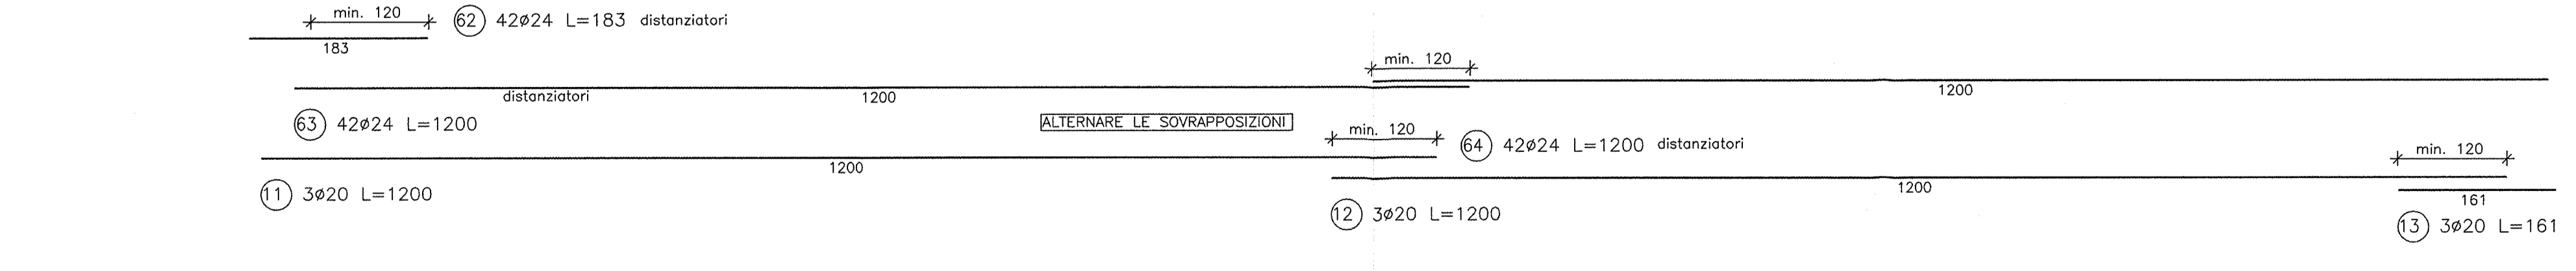 min. 120
62 42ø24 L=183 distanziatori
183
min. 120
distanziatori
1200
1200
63 42ø24 L=1200
ALTERNARE LE SOVRAPPOSIZIONI
min. 120
64 42ø24 L=1200 distanziatori
min. 120
1200
1200
11 3ø20 L=1200
161
12 3ø20 L=1200
13 3ø20 L=161